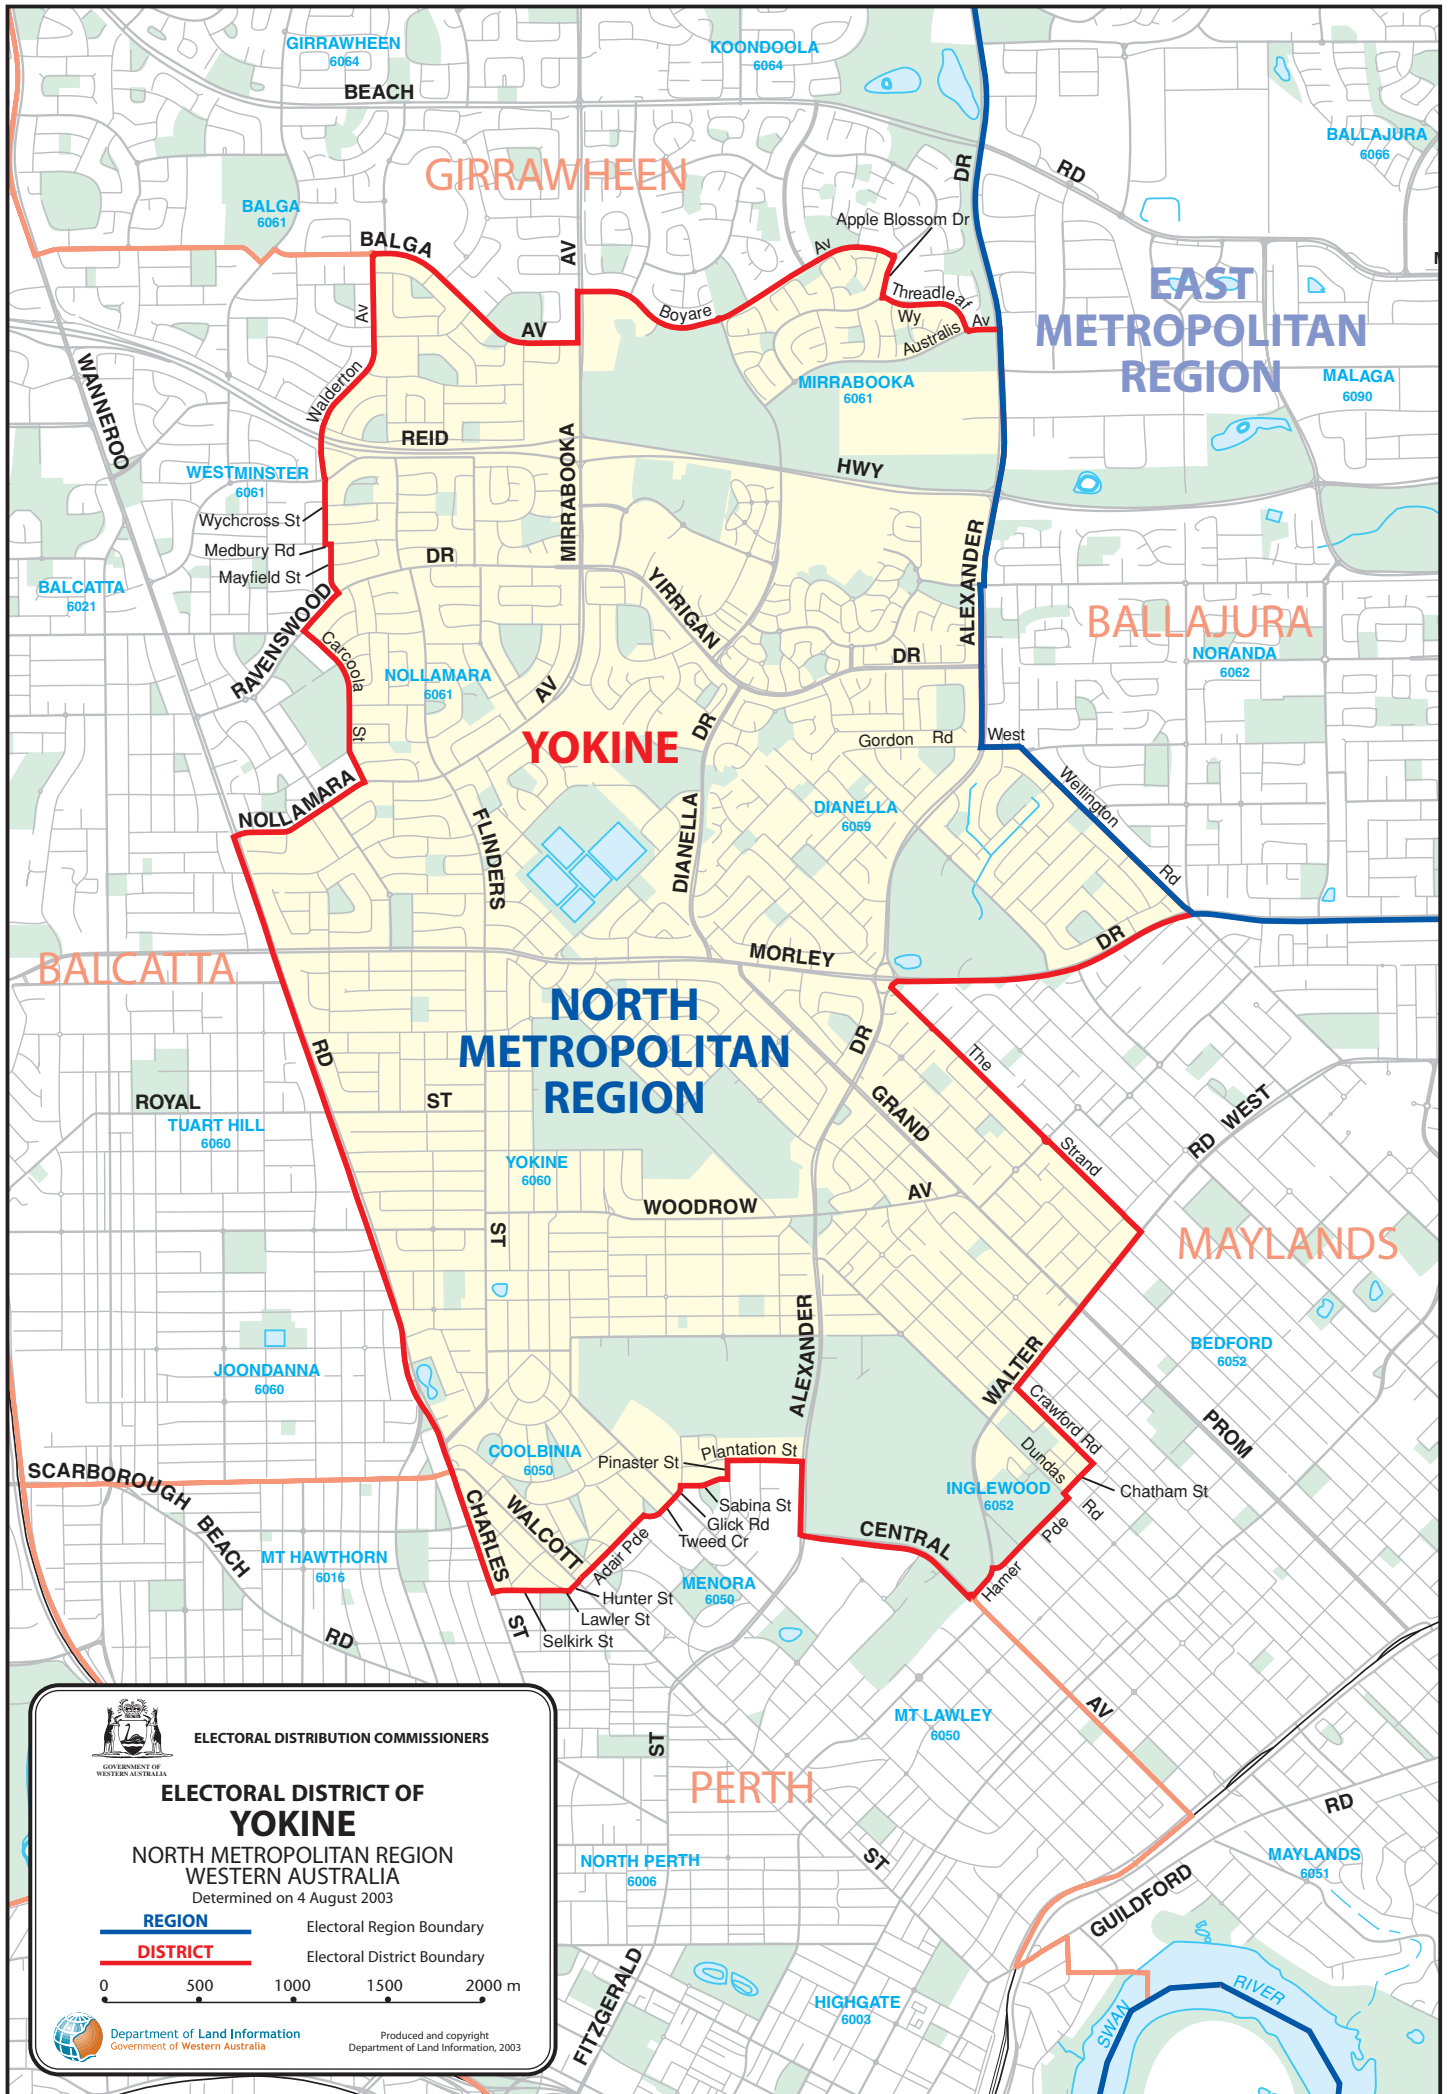 GIRRAWHEEN
6064
KOONDOOLA
6064
BEACH
RD
DR
BALLAJURA
6066
GIRRAWHEEN
BALGA
6061
BALGA
AV
Apple Blossom Dr
Av
Threadleaf
Wy
Australis
Av
Boyare
AV
Av
Walderton
EAST
METROPOLITAN
REGION
MALAGA
6090
MIRRABOOKA
6061
WANNEROO
REID
HWY
MIRRABOOKA
WESTMINSTER
6061
Wychcross St
Medbury Rd
Mayfield St
DR
YIRRIGAN
ALEXANDER
BALCATTA
6021
RAVENSWOOD
Carcoola
St
BALLAJURA
NORANDA
6062
DR
NOLLAMARA
6061
AV
DR
YOKINE
Gordon Rd
West
Wellington
Rd
NOLLAMARA
FLINDERS
DIANELLA
DIANELLA
6059
DR
MORLEY
BALCATTA
NORTH
METROPOLITAN
REGION
RD
DR
The
Strand
GRAND
ROYAL
ST
TUART HILL
6060
RD WEST
YOKINE
6060
WOODROW
AV
ST
MAYLANDS
ALEXANDER
WALTER
BEDFORD
6052
JOONDANNA
6060
Crawford Rd
PROM
COOLBINIA
6050
Pinaster St
Plantation St
Dundas
Rd
Chatham St
INGLEWOOD
6052
SCARBOROUGH
BEACH
RD
CHARLES
ST
WALCOTT
Sabina St
Glick Rd
Tweed Cr
Adair Pde
CENTRAL
Hamer
Pde
MT HAWTHORN
6016
MENORA
6050
Hunter St
Lawler St
Selkirk St
AV
MT LAWLEY
6050
ST
PERTH
ST
NORTH PERTH
6006
RD
MAYLANDS
6051
GUILDFORD
FITZGERALD
HIGHGATE
6003
SWAN
RIVER
GOVERNMENT OF
WESTERN AUSTRALIA
ELECTORAL DISTRIBUTION COMMISSIONERS
ELECTORAL DISTRICT OF
YOKINE
NORTH METROPOLITAN REGION
WESTERN AUSTRALIA
Determined on 4 August 2003
REGION
Electoral Region Boundary
DISTRICT
Electoral District Boundary
0 500 1000 1500 2000 m
Department of Land Information
Government of Western Australia
Produced and copyright
Department of Land Information, 2003